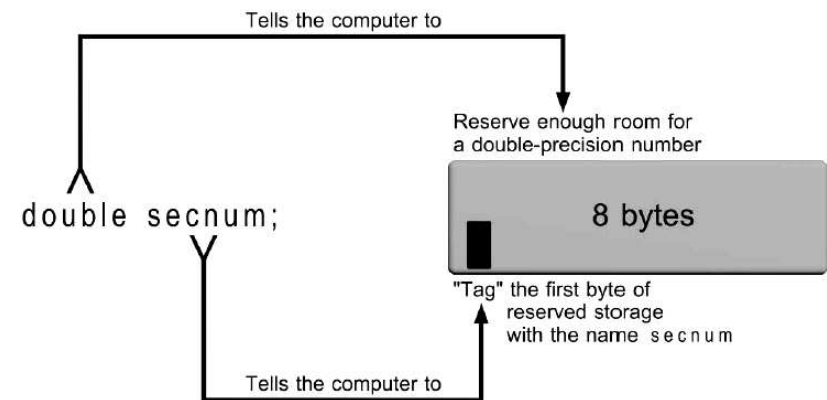 Tells the computer to
Reserve enough room for
a double-precision number
double secnum;
8 bytes
"Tag" the first byte of
reserved storage
with the name secnum
Tells the computer to